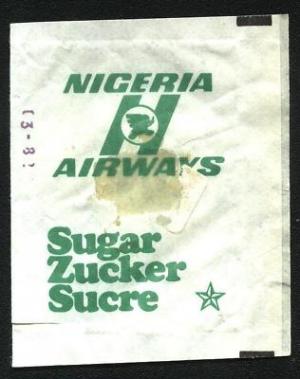 NIGERIA
AIRWAYS
Sugar
Zucker
Sucre